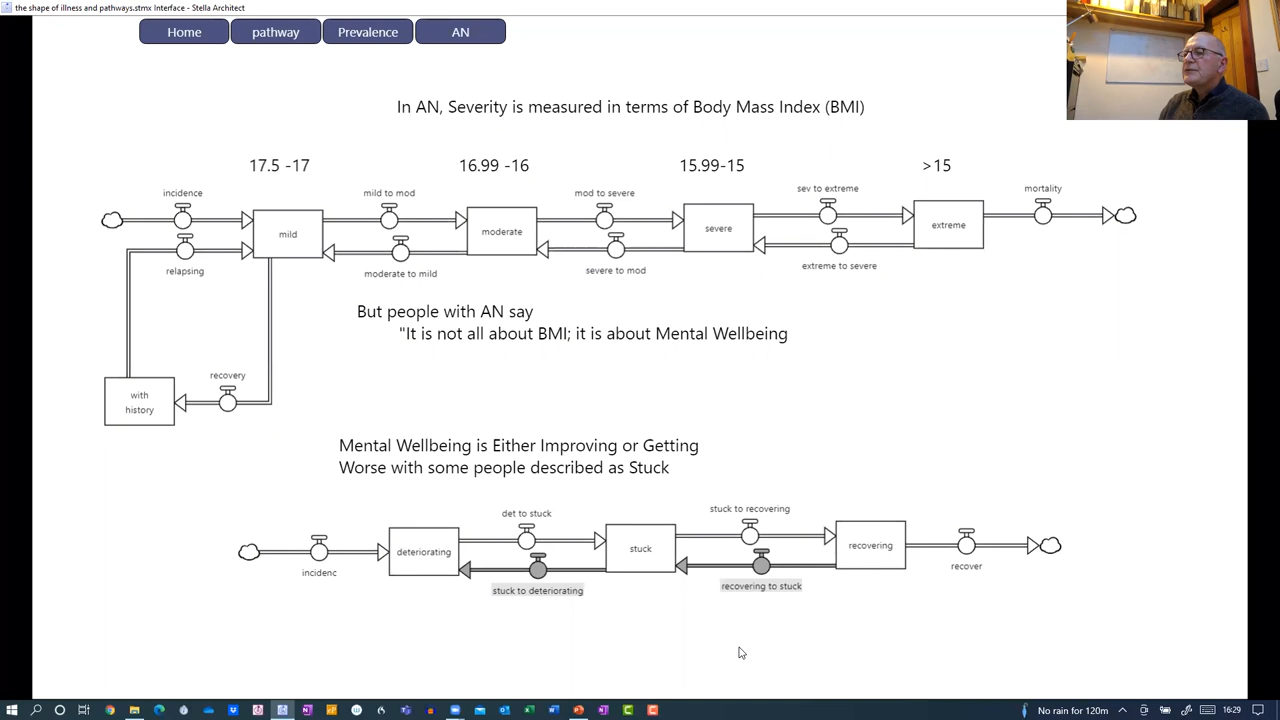 the shape of illness and pathways.stmx Interface - Stella Architect
Home pathway Prevalence AN
In AN, Severity is measured in terms of Body Mass Index (BMI)
17.5 -17 16.99 -16 15.99-15 >15
incidence mild to mod mod to severe sev to extreme mortality
mild moderate severe extreme
relapsing moderate to mild severe to mod extreme to severe
But people with AN say
"It is not all about BMI; it is about Mental Wellbeing
recovery
with
history
Mental Wellbeing is Either Improving or Getting
Worse with some people described as Stuck
det to stuck stuck to recovering
deteriorating stuck recovering
incidenc stuck to deteriorating recovering to stuck recover
No rain for 120m 16:29